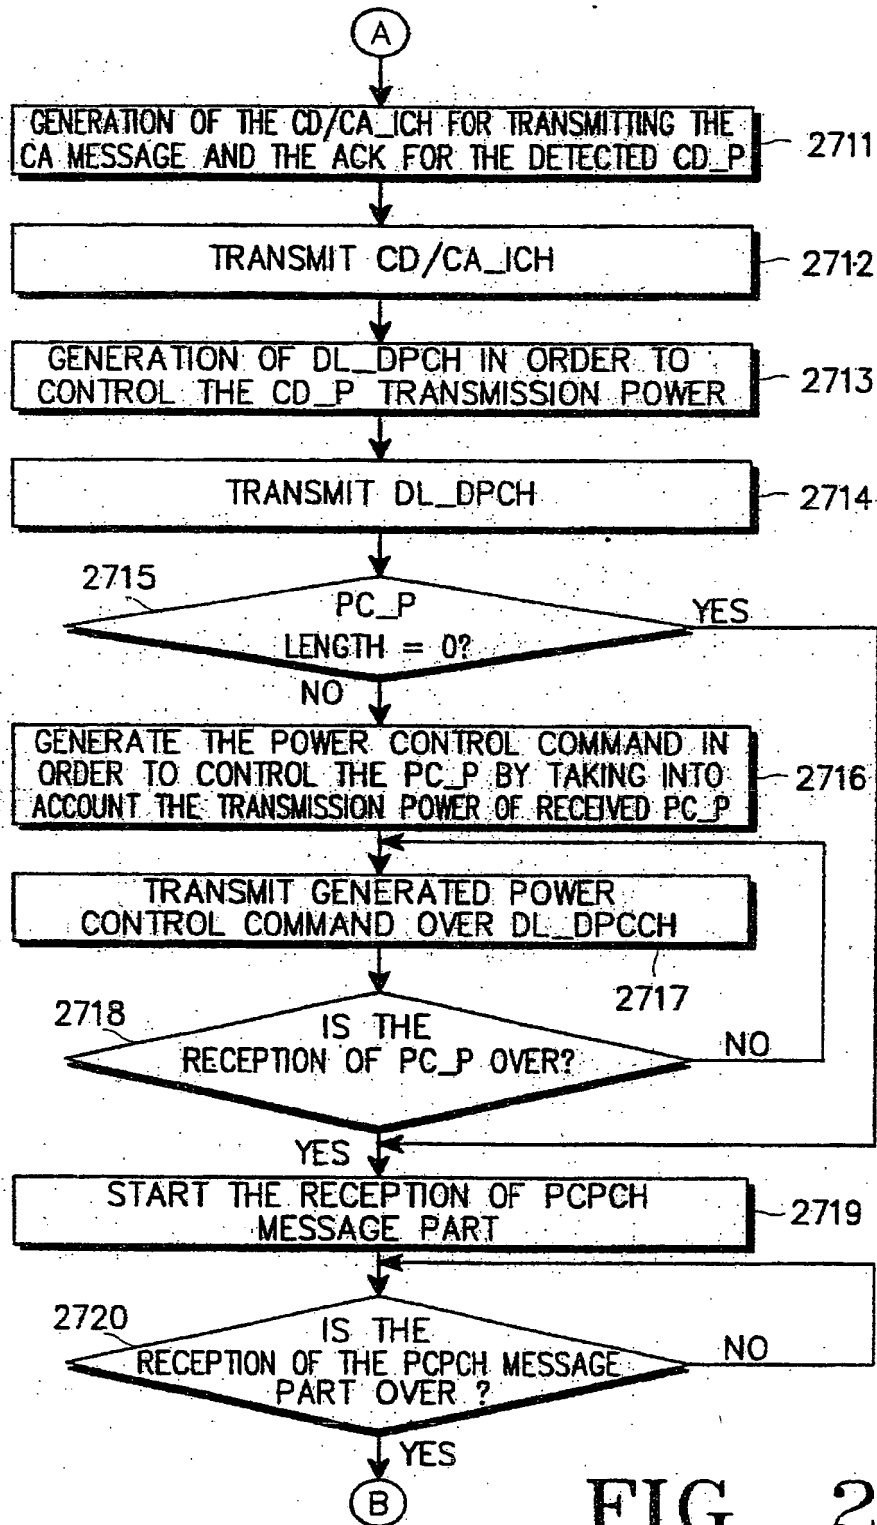 A
GENERATION OF THE CD/CA_ICH FOR TRANSMITTING THE
CA MESSAGE AND THE ACK FOR THE DETECTED CD_P
2711
TRANSMIT CD/CA_ICH
2712
GENERATION OF DL_DPCH IN ORDER TO
CONTROL THE CD_P TRANSMISSION POWER
2713
TRANSMIT DL_DPCH
2714
2715
PC_P
LENGTH = 0?
YES
NO
GENERATE THE POWER CONTROL COMMAND IN
ORDER TO CONTROL THE PC_P BY TAKING INTO
ACCOUNT THE TRANSMISSION POWER OF RECEIVED PC_P
2716
TRANSMIT GENERATED POWER
CONTROL COMMAND OVER DL_DPCCH
2717
2718
IS THE
RECEPTION OF PC_P OVER?
NO
YES
START THE RECEPTION OF PCPCH
MESSAGE PART
2719
2720
IS THE
RECEPTION OF THE PCPCH MESSAGE
PART OVER ?
NO
YES
B
FIG. 2